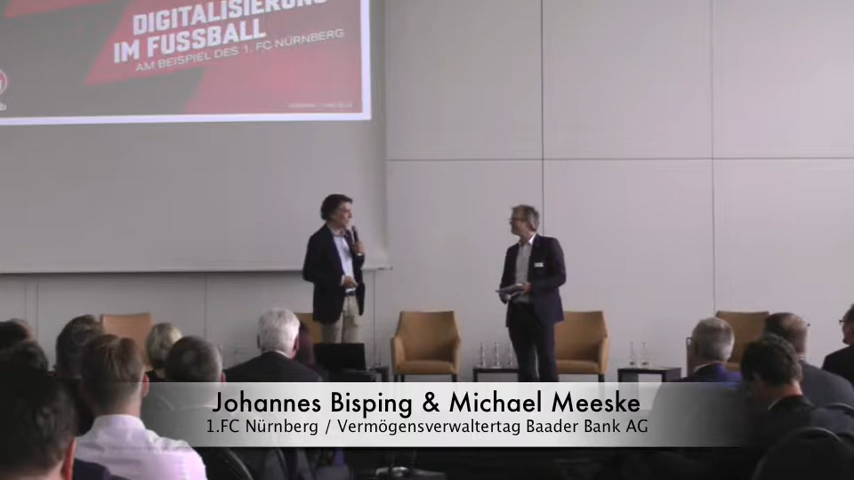 DIGITALISIERUNG
IM FUSSBALL
AM BEISPIEL DES 1. FC NÜRNBERG
Johannes Bisping & Michael Meeske
1.FC Nürnberg / Vermögensverwaltertag Baader Bank AG